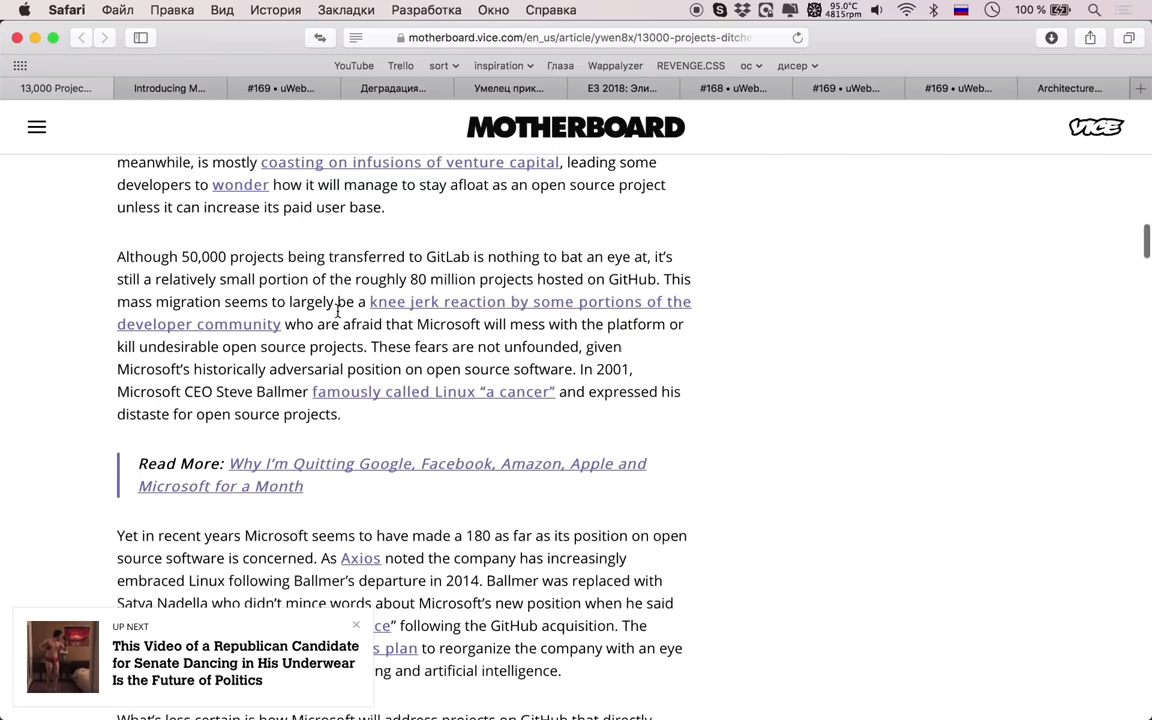 Safari Файл Правка Вид История Закладки Разработка Окно Справка 95.0°C 4815rpm 100 %
motherboard.vice.com/en_us/article/ywen8x/13000-projects-ditche
YouTube Trello sort inspiration Глаза Wappalyzer REVENGE.CSS ос дисер
13,000 Projec... Introducing M... #169 • uWeb... Деградация... Умелец прик... E3 2018: Эли... #168 • uWeb... #169 • uWeb... #169 • uWeb... Architecture...
MOTHERBOARD VICE
meanwhile, is mostly coasting on infusions of venture capital, leading some
developers to wonder how it will manage to stay afloat as an open source project
unless it can increase its paid user base.
Although 50,000 projects being transferred to GitLab is nothing to bat an eye at, it's
still a relatively small portion of the roughly 80 million projects hosted on GitHub. This
mass migration seems to largely be a knee jerk reaction by some portions of the
developer community who are afraid that Microsoft will mess with the platform or
kill undesirable open source projects. These fears are not unfounded, given
Microsoft's historically adversarial position on open source software. In 2001,
Microsoft CEO Steve Ballmer famously called Linux “a cancer” and expressed his
distaste for open source projects.
Read More: Why I'm Quitting Google, Facebook, Amazon, Apple and
Microsoft for a Month
Yet in recent years Microsoft seems to have made a 180 as far as its position on open
source software is concerned. As Axios noted the company has increasingly
embraced Linux following Ballmer's departure in 2014. Ballmer was replaced with
Satya Nadella who didn't mince words about Microsoft's new position when he said
ce” following the GitHub acquisition. The
s plan to reorganize the company with an eye
ng and artificial intelligence.
What's less certain is how Microsoft will address projects on GitHub that directly
UP NEXT
This Video of a Republican Candidate
for Senate Dancing in His Underwear
Is the Future of Politics